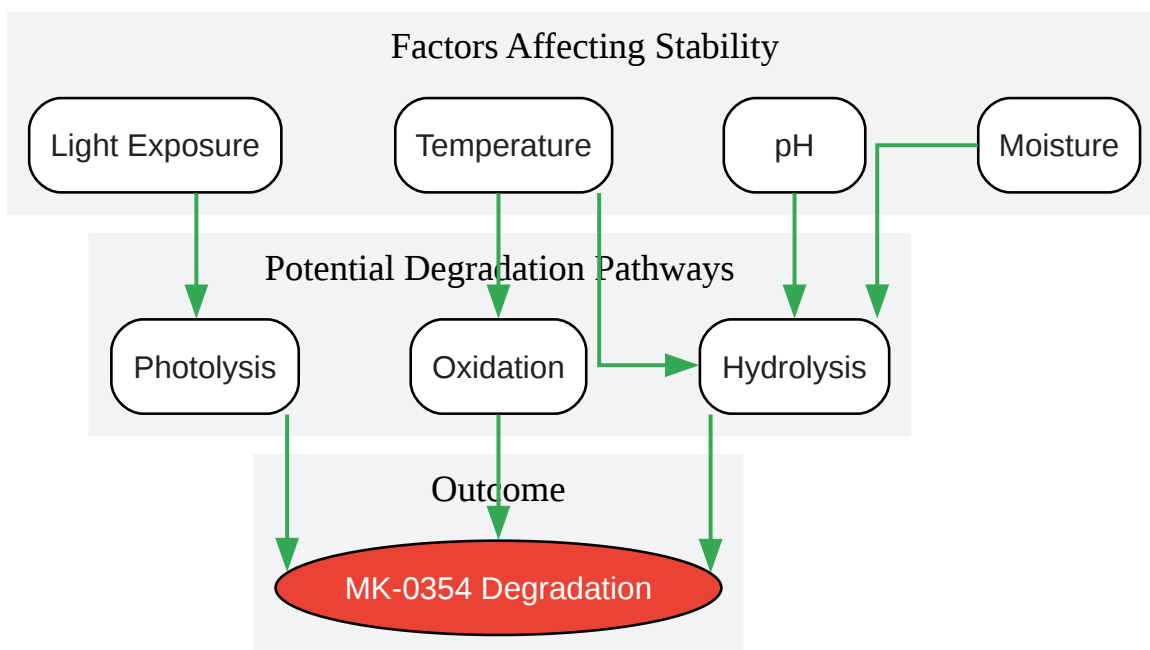 Factors Affecting Stability
Light Exposure
Temperature
pH
Moisture
Potential Degradation Pathways
Photolysis
Oxidation
Hydrolysis
Outcome
MK-0354 Degradation